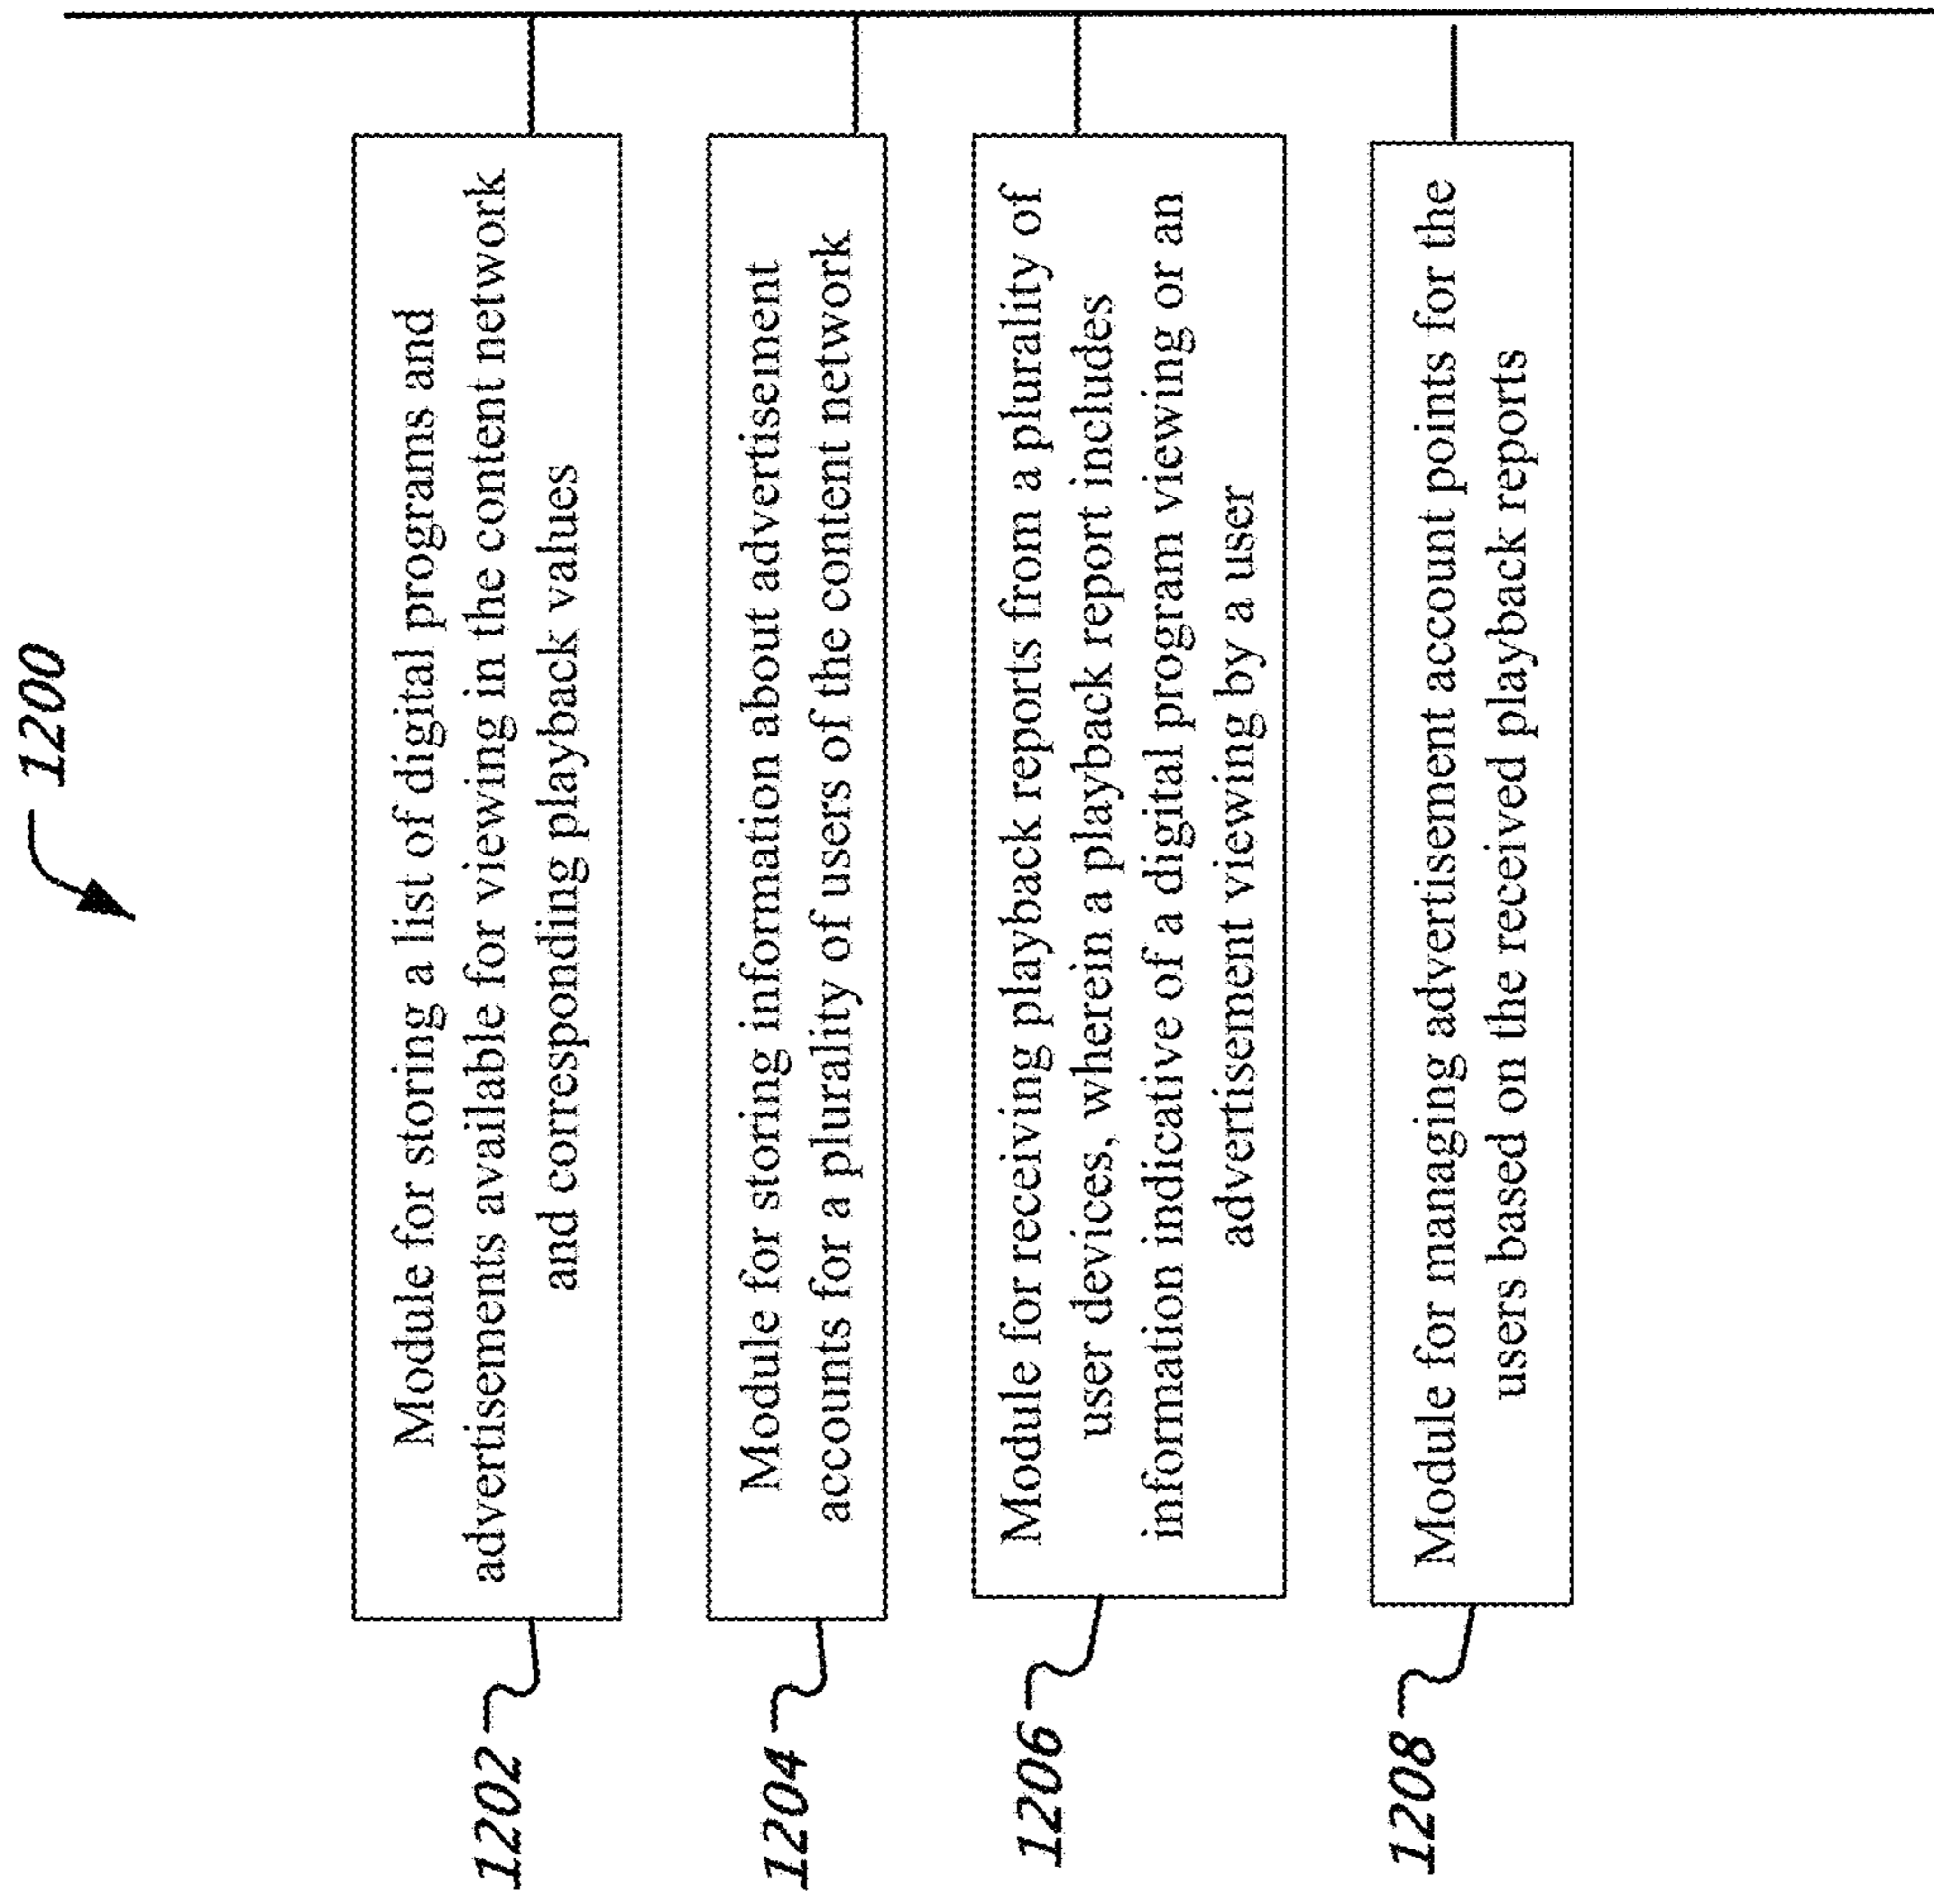 1200
1202
Module for storing a list of digital programs and
advertisements available for viewing in the content network
and corresponding playback values
1204
Module for storing information about advertisement
accounts for a plurality of users of the content network
1206
Module for receiving playback reports from a plurality of
user devices, wherein a playback report includes
information indicative of a digital program viewing or an
advertisement viewing by a user
1208
Module for managing advertisement account points for the
users based on the received playback reports